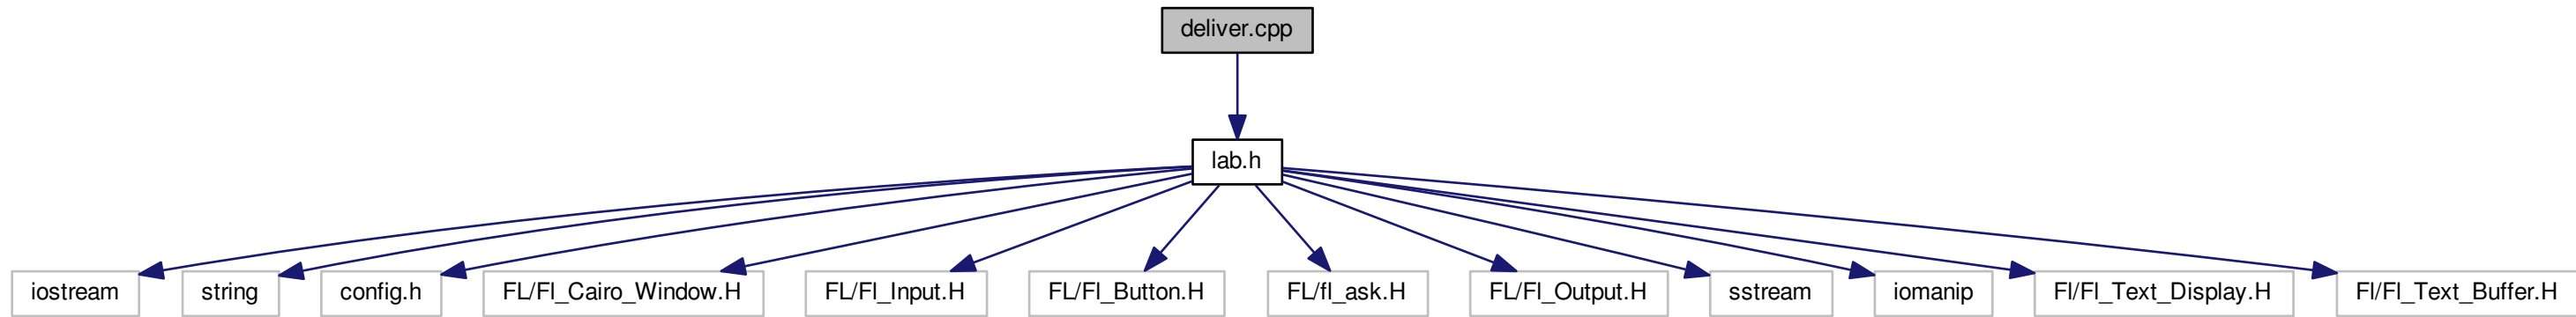 deliver.cpp
lab.h
iostream
string
config.h
FL/Fl_Cairo_Window.H
FL/Fl_Input.H
FL/Fl_Button.H
FL/fl_ask.H
FL/Fl_Output.H
sstream
iomanip
Fl/Fl_Text_Display.H
Fl/Fl_Text_Buffer.H